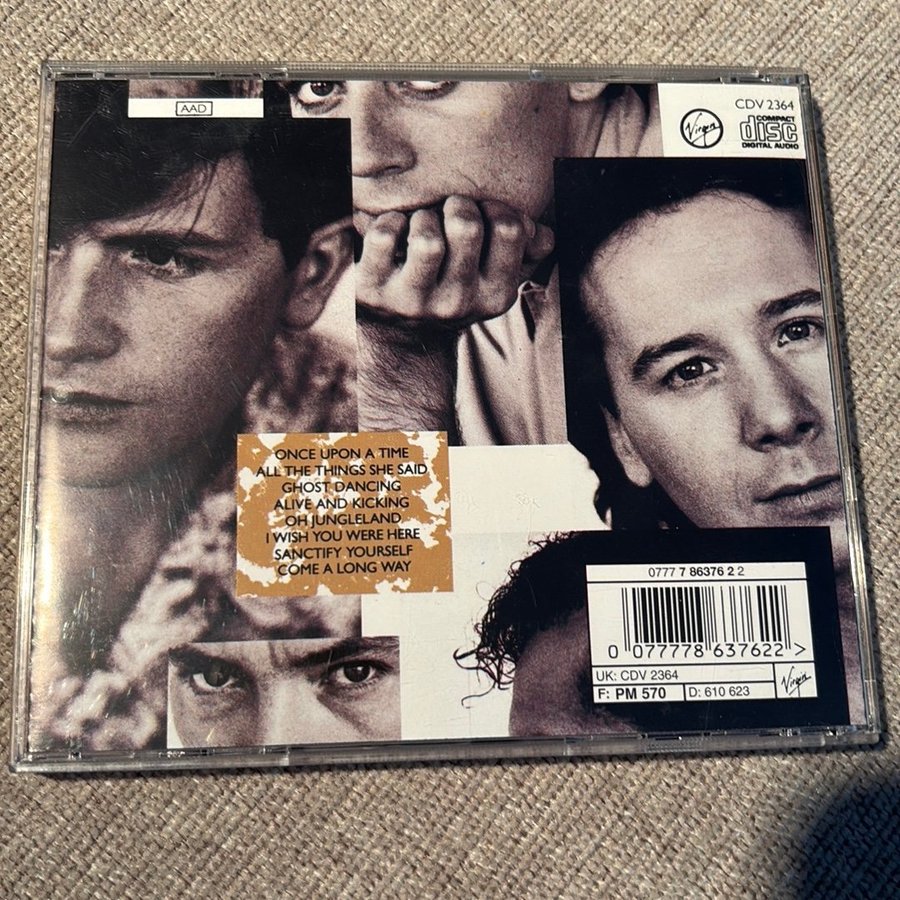 AAD
CDV 2364
Virgin
COMPACT
disc
DIGITAL AUDIO
ONCE UPON A TIME
ALL THE THINGS SHE SAID
GHOST DANCING
ALIVE AND KICKING
OH JUNGLELAND
I WISH YOU WERE HERE
SANCTIFY YOURSELF
COME A LONG WAY
0777 7 86376 2 2
0 077778 637622 >
UK: CDV 2364
F: PM 570
D: 610 623
Virgin